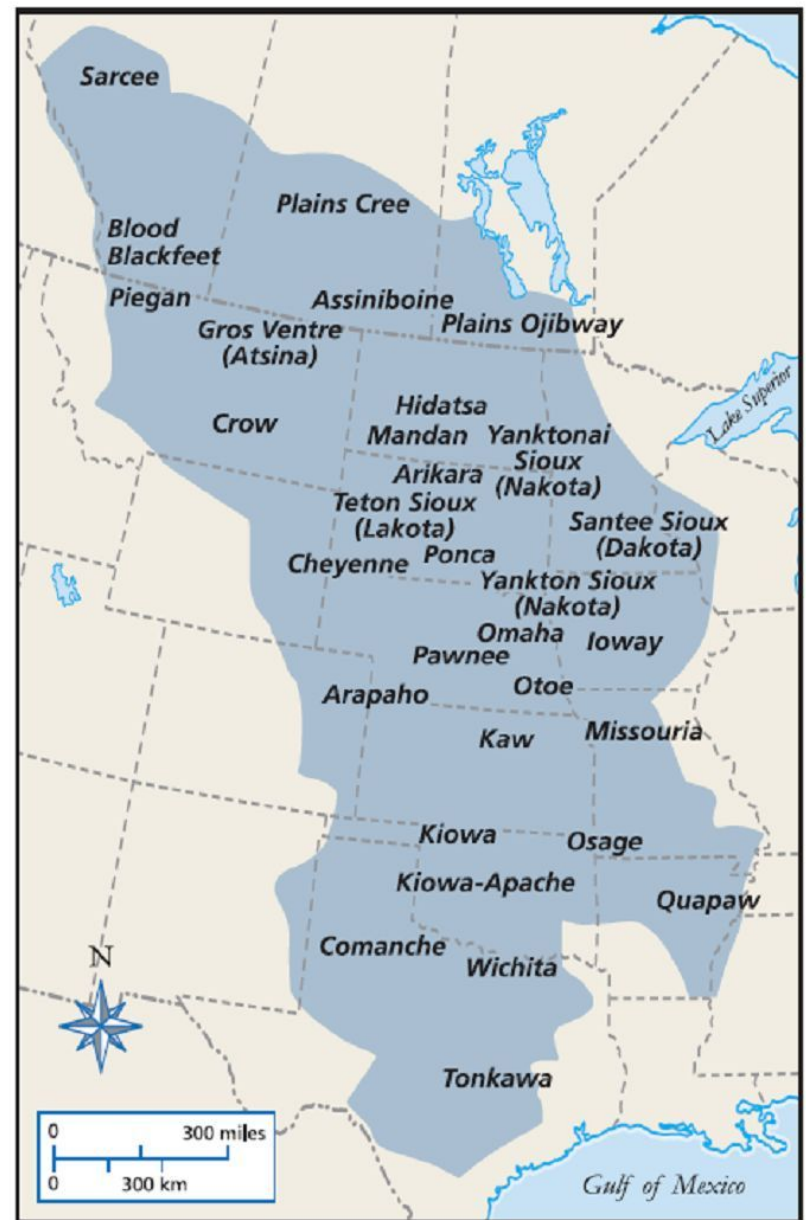 Sarcee
Plains Cree
Blood
Blackfeet
Piegan
Assiniboine
Gros Ventre
(Atsina)
Plains Ojibway
Crow
Hidatsa
Mandan
Yanktonai
Sioux
(Nakota)
Lake Superior
Arikara
Teton Sioux
(Lakota)
Santee Sioux
(Dakota)
Cheyenne
Ponca
Yankton Sioux
(Nakota)
Omaha
Ioway
Pawnee
Otoe
Arapaho
Kaw
Missouria
Kiowa
Osage
Kiowa-Apache
Quapaw
Comanche
Wichita
N
Tonkawa
0 300 miles
0 300 km
Gulf of Mexico